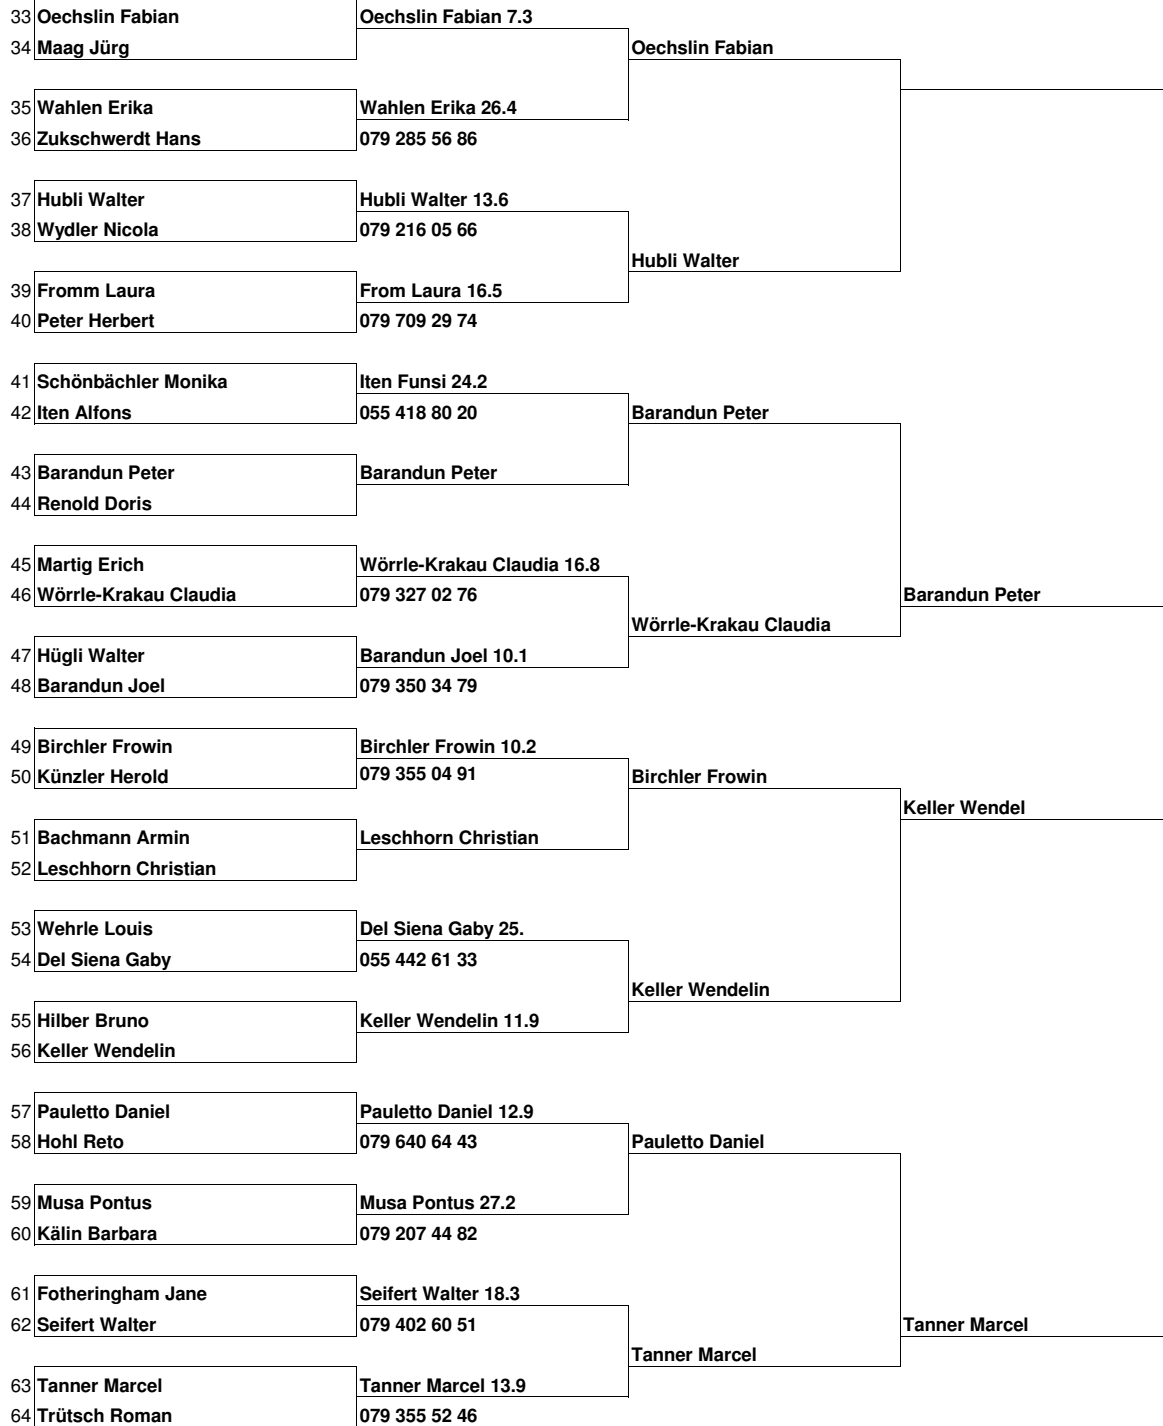 33 Oechslin Fabian Oechslin Fabian 7.3
34 Maag Jürg Oechslin Fabian
35 Wahlen Erika Wahlen Erika 26.4
36 Zukschwerdt Hans 079 285 56 86
37 Hubli Walter Hubli Walter 13.6
38 Wydler Nicola 079 216 05 66
Hubli Walter
39 Fromm Laura From Laura 16.5
40 Peter Herbert 079 709 29 74
41 Schönbächler Monika Iten Funsi 24.2
42 Iten Alfons 055 418 80 20 Barandun Peter
43 Barandun Peter Barandun Peter
44 Renold Doris
45 Martig Erich Wörrle-Krakau Claudia 16.8
46 Wörrle-Krakau Claudia 079 327 02 76 Barandun Peter
Wörrle-Krakau Claudia
47 Hügli Walter Barandun Joel 10.1
48 Barandun Joel 079 350 34 79
49 Birchler Frowin Birchler Frowin 10.2
50 Künzler Herold 079 355 04 91 Birchler Frowin
Keller Wendel
51 Bachmann Armin Leschhorn Christian
52 Leschhorn Christian
53 Wehrle Louis Del Siena Gaby 25.
54 Del Siena Gaby 055 442 61 33
Keller Wendelin
55 Hilber Bruno Keller Wendelin 11.9
56 Keller Wendelin
57 Pauletto Daniel Pauletto Daniel 12.9
58 Hohl Reto 079 640 64 43 Pauletto Daniel
59 Musa Pontus Musa Pontus 27.2
60 Kälin Barbara 079 207 44 82
61 Fotheringham Jane Seifert Walter 18.3
62 Seifert Walter 079 402 60 51 Tanner Marcel
Tanner Marcel
63 Tanner Marcel Tanner Marcel 13.9
64 Trütsch Roman 079 355 52 46